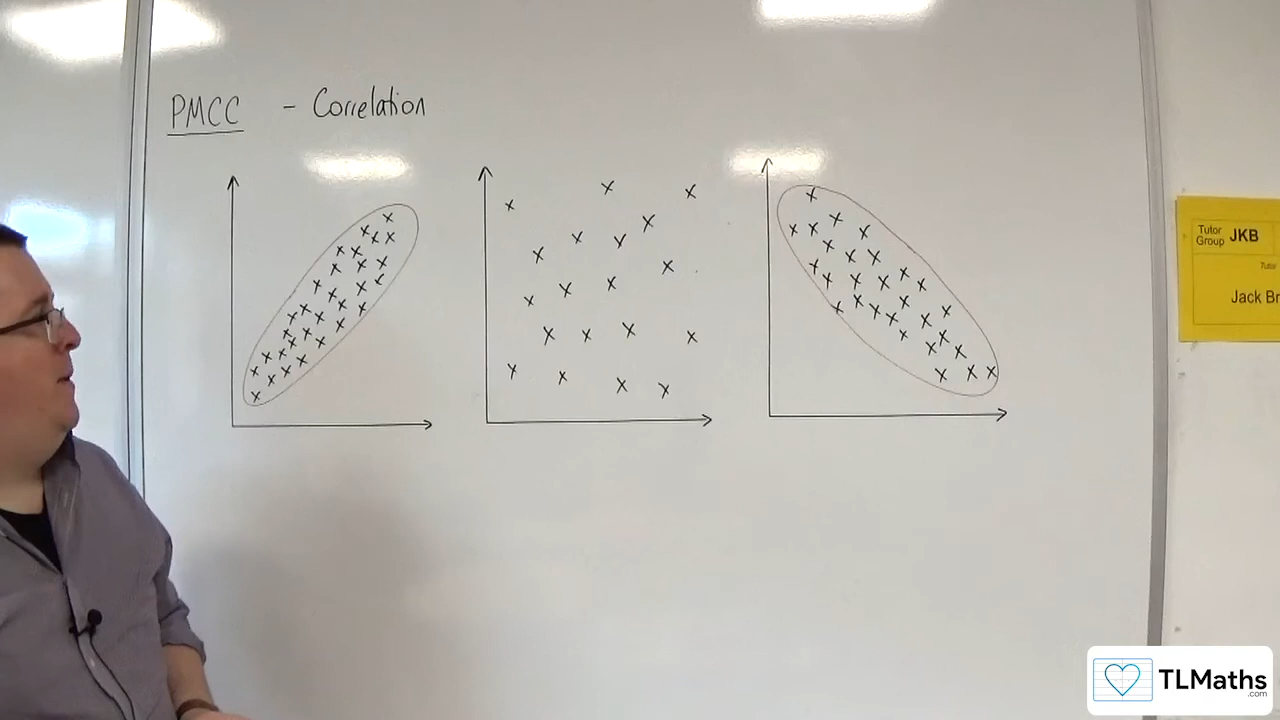 PMCC - Correlation
Tutor Group JKB
Tutor
Jack Br
TLMaths
.com